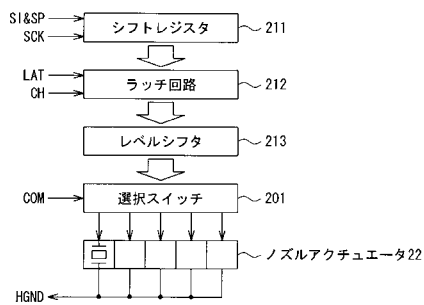 SI&SP
SCK
シフトレジスタ
211
LAT
CH
ラッチ回路
212
レベルシフタ
213
COM
選択スイッチ
201
ノズルアクチュエータ22
HGND